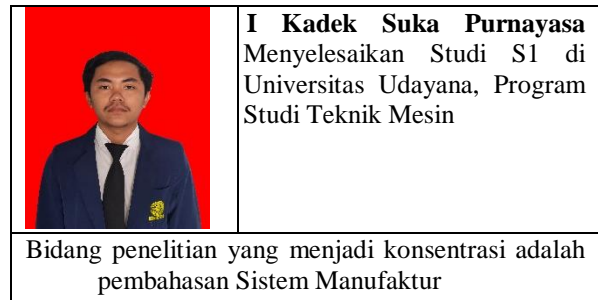 I Kadek Suka Purnayasa
Menyelesaikan Studi S1 di
Universitas Udayana, Program
Studi Teknik Mesin
Bidang penelitian yang menjadi konsentrasi adalah
pembahasan Sistem Manufaktur